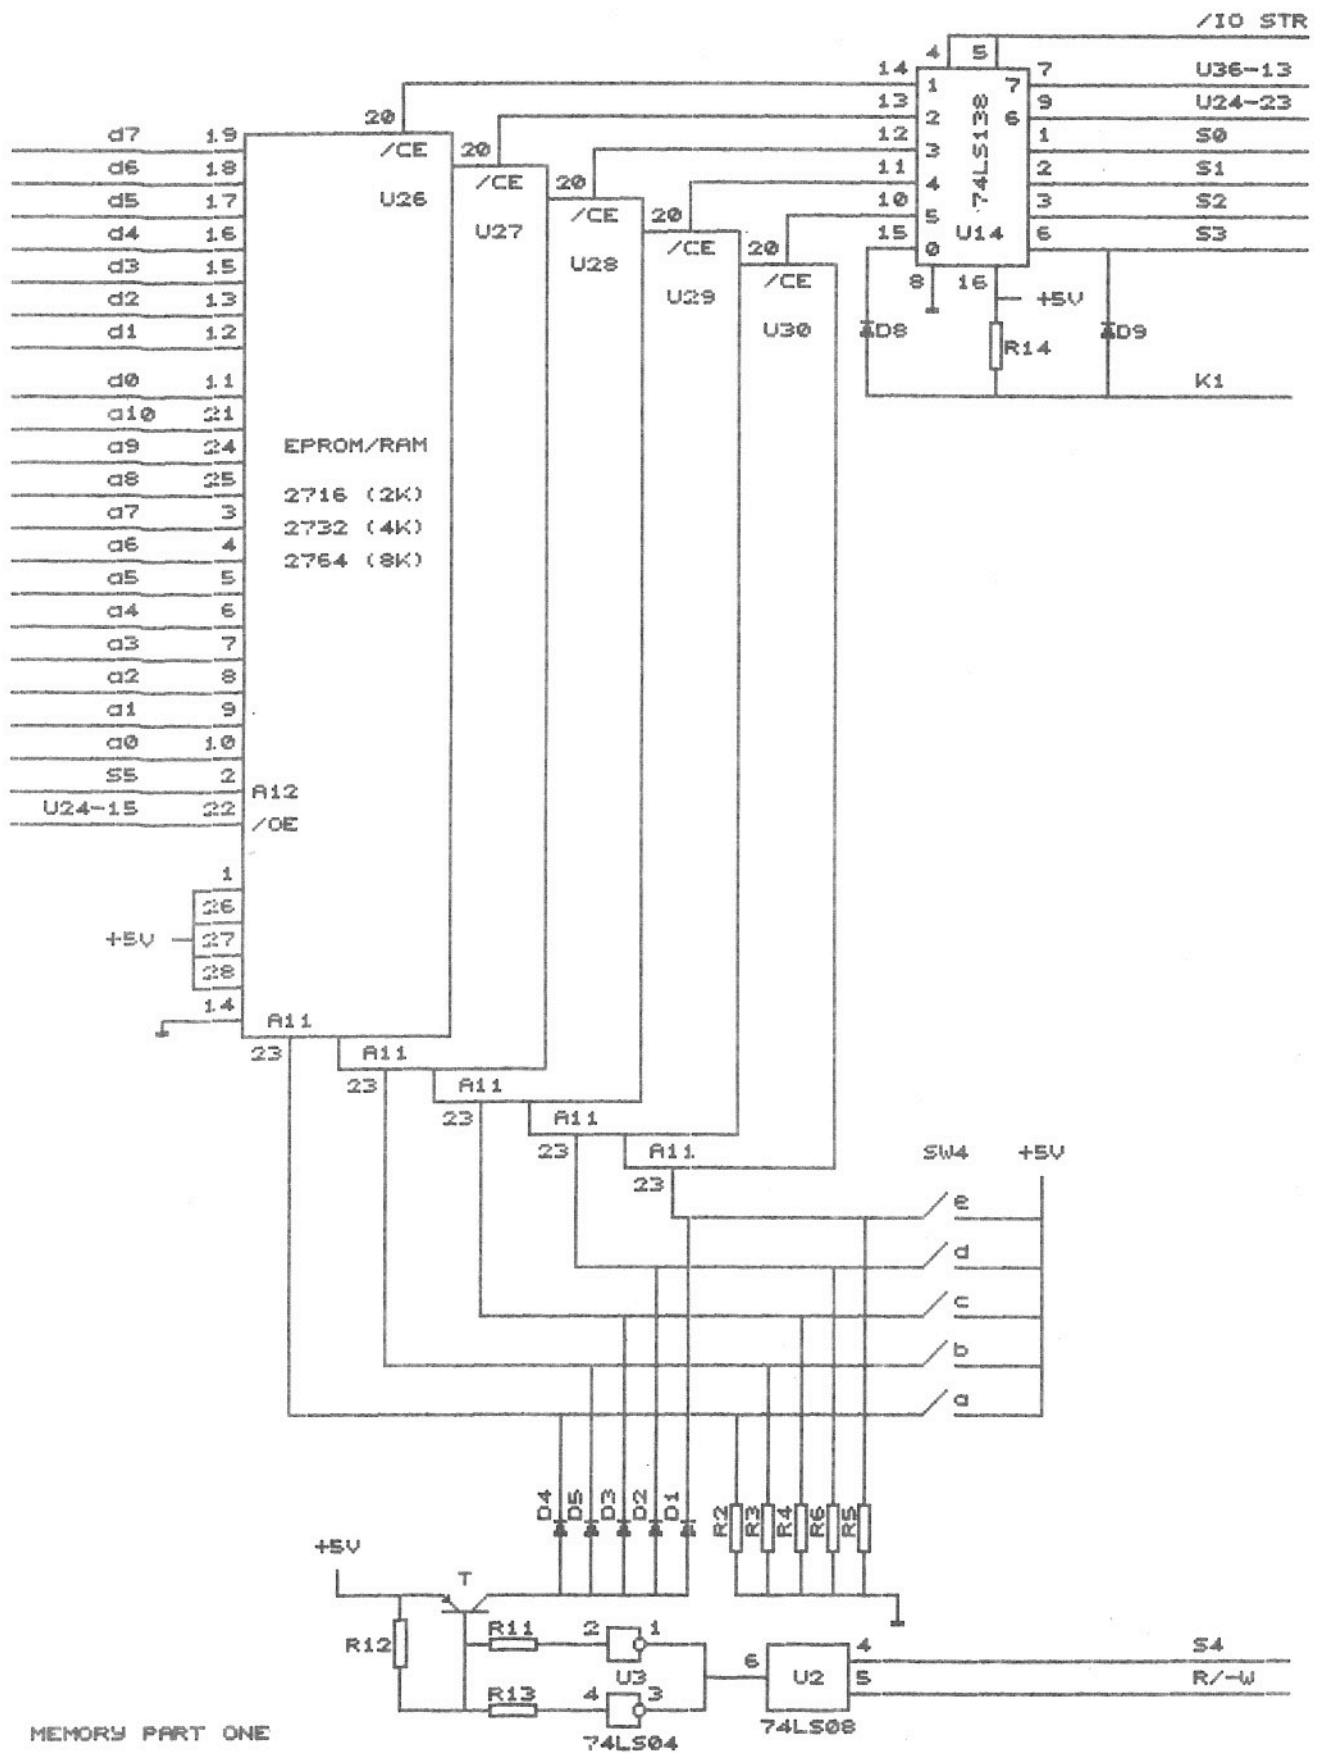 /IO STR
4 5
14 1 7 7 U36-13
13 2 6 9 U24-23
74LS138
12 3 1 S0
11 4 2 S1
10 5 3 S2
15 0 U14 6 S3
8 16 +5V
D8 R14 D9
K1
20 /CE U26
20 /CE U27
20 /CE U28
20 /CE U29
20 /CE U30
d7 19
d6 18
d5 17
d4 16
d3 15
d2 13
d1 12
d0 11
a10 21
a9 24
a8 25
a7 3
a6 4
a5 5
a4 6
a3 7
a2 8
a1 9
a0 10
S5 2 A12
U24-15 22 /OE
EPROM/RAM
2716 (2K)
2732 (4K)
2764 (8K)
1
26
+5V 27
28
14
A11
23
A11
23
A11
23
A11
23
A11
23
SW4 +5V
e
d
c
b
a
D4 D5 D3 D2 D1 R2 R3 R4 R6 R5
+5V
T
R12 R11 2 1
U3
R13 4 3
74LS04
6 U2 4 S4
5 R/-W
74LS08
MEMORY PART ONE